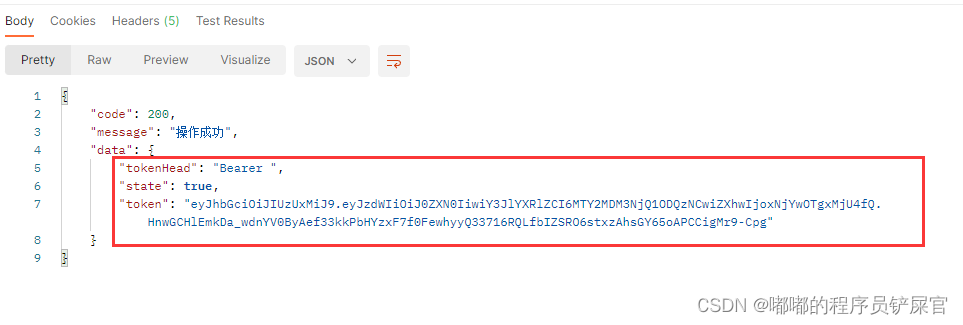 Body Cookies Headers (5) Test Results
Pretty Raw Preview Visualize JSON
1 {
2 "code": 200,
3 "message": "操作成功",
4 "data": {
5 "tokenHead": "Bearer ",
6 "state": true,
7 "token": "eyJhbGciOiJIUzUxMiJ9.eyJzdWIiOiJ0ZXN0IiwiY3JlYXRlZCI6MTY2MDM3NjQ1ODQzNCwiZXhwIjoxNjYwOTgxMjU4fQ.
HnwGCHlEmkDa_wdnYV0ByAef33kkPbHYzxF7f0FewhyyQ33716RQLfbIZSRO6stxzAhsGY65oAPCCigMr9-Cpg"
8 }
9 }
CSDN @嘟嘟的程序员铲屎官